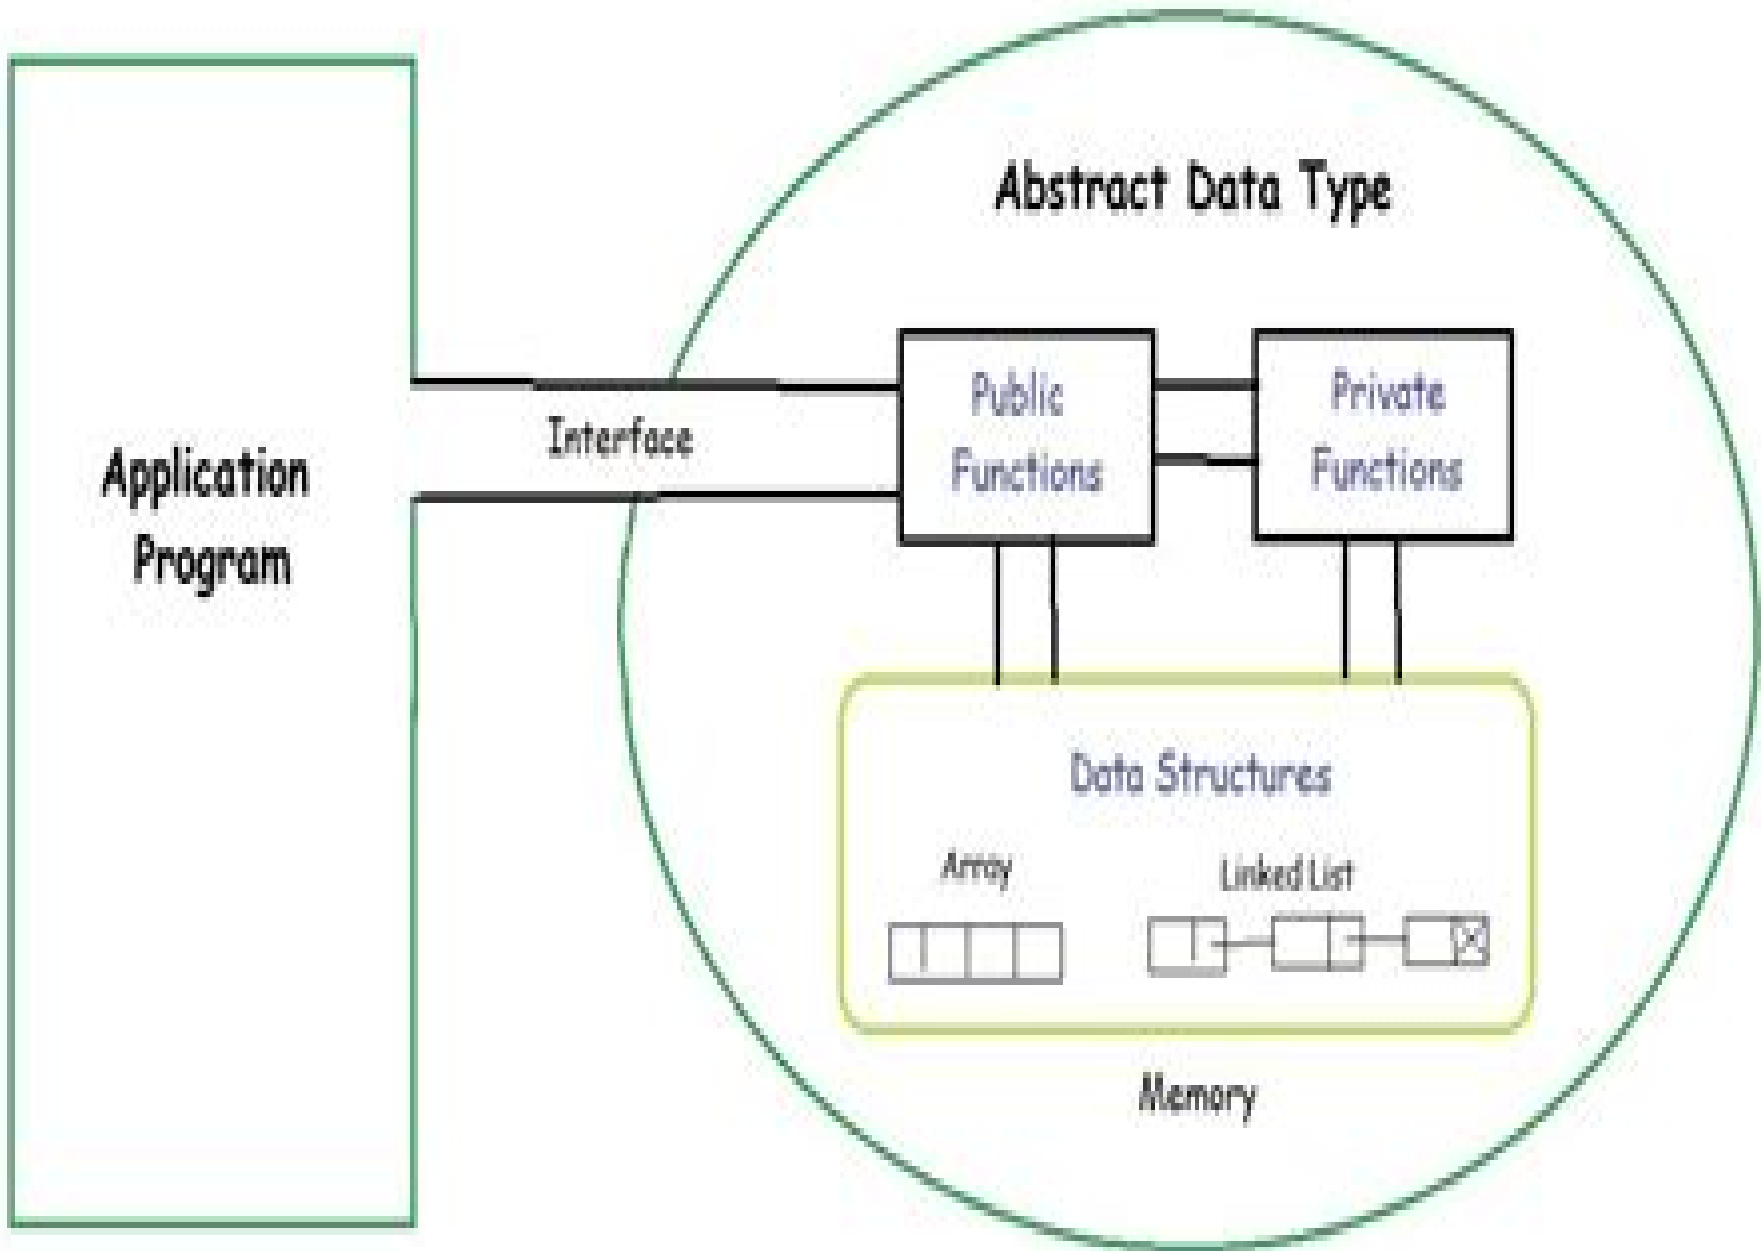 Abstract Data Type
Application
Program
Interface
Public
Functions
Private
Functions
Data Structures
Array
Linked List
Memory